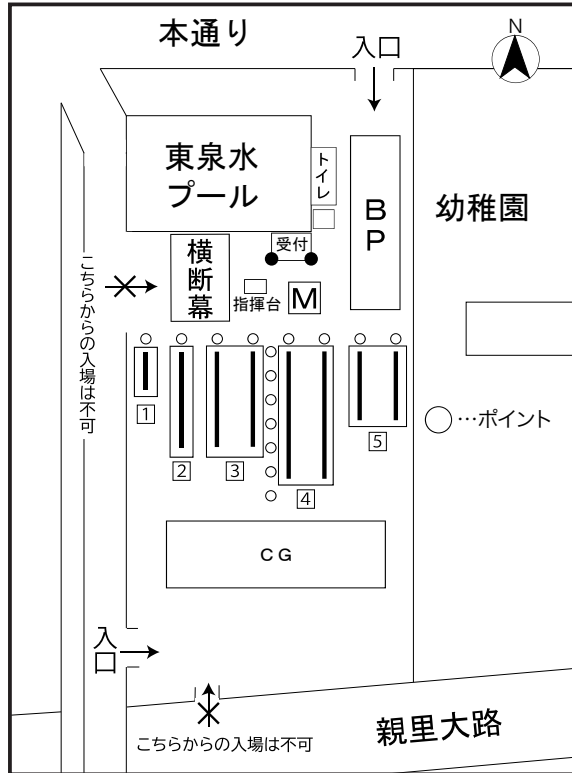 本通り
N
入口
東泉水
プール
トイレ
BP
幼稚園
受付
横断幕
指揮台
M
こちらからの入場は不可
1
2
3
4
5
…ポイント
CG
入口
こちらからの入場は不可
親里大路